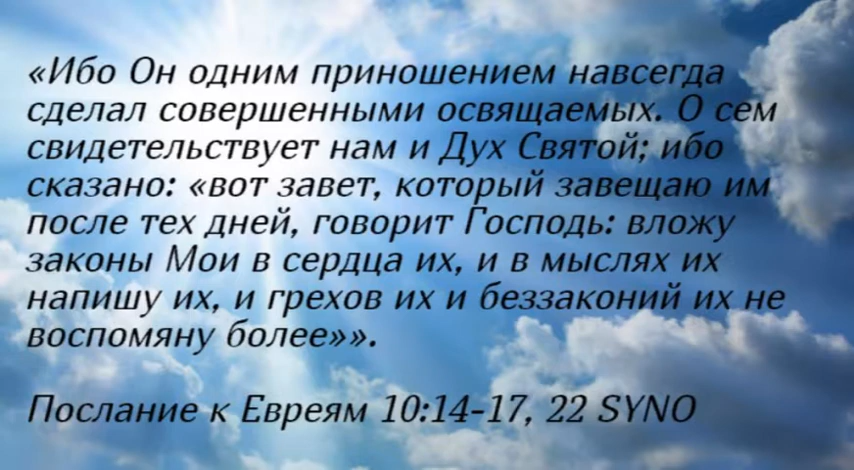 «Ибо Он одним приношением навсегда
сделал совершенными освящаемых. О сем
свидетельствует нам и Дух Святой; ибо
сказано: «вот завет, который завещаю им
после тех дней, говорит Господь: вложу
законы Мои в сердца их, и в мыслях их
напишу их, и грехов их и беззаконий их не
воспомяну более»».
Послание к Евреям 10:14-17, 22 SYNO